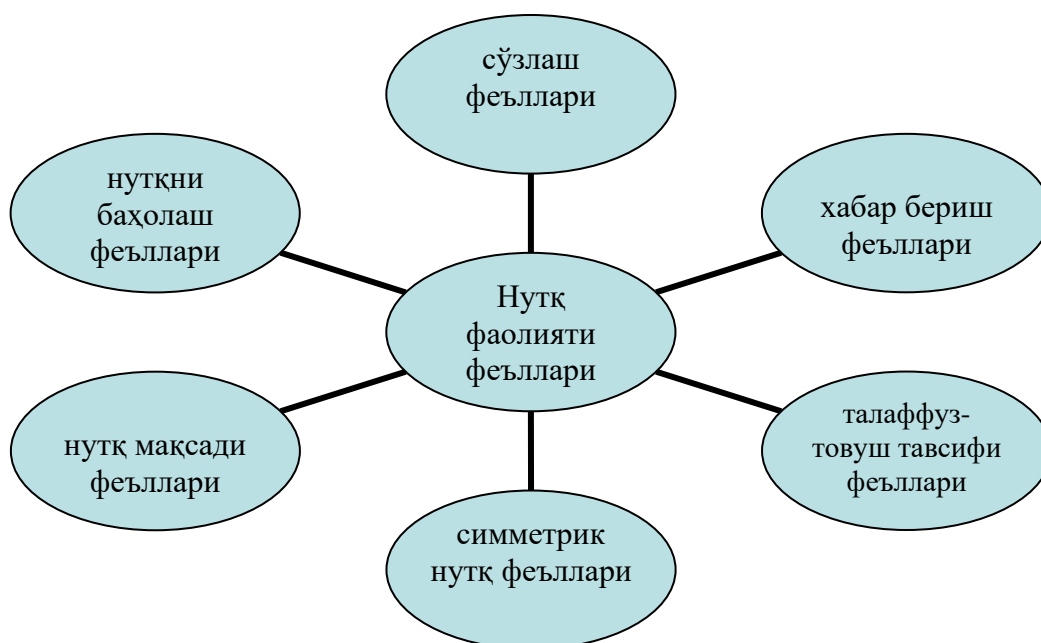 сўзлаш
феъллари
нутқни
баҳолаш
феъллари
хабар бериш
феъллари
Нутқ
фаолияти
феъллари
нутқ мақсади
феъллари
талаффуз-
товуш тавсифи
феъллари
симметрик
нутқ феъллари